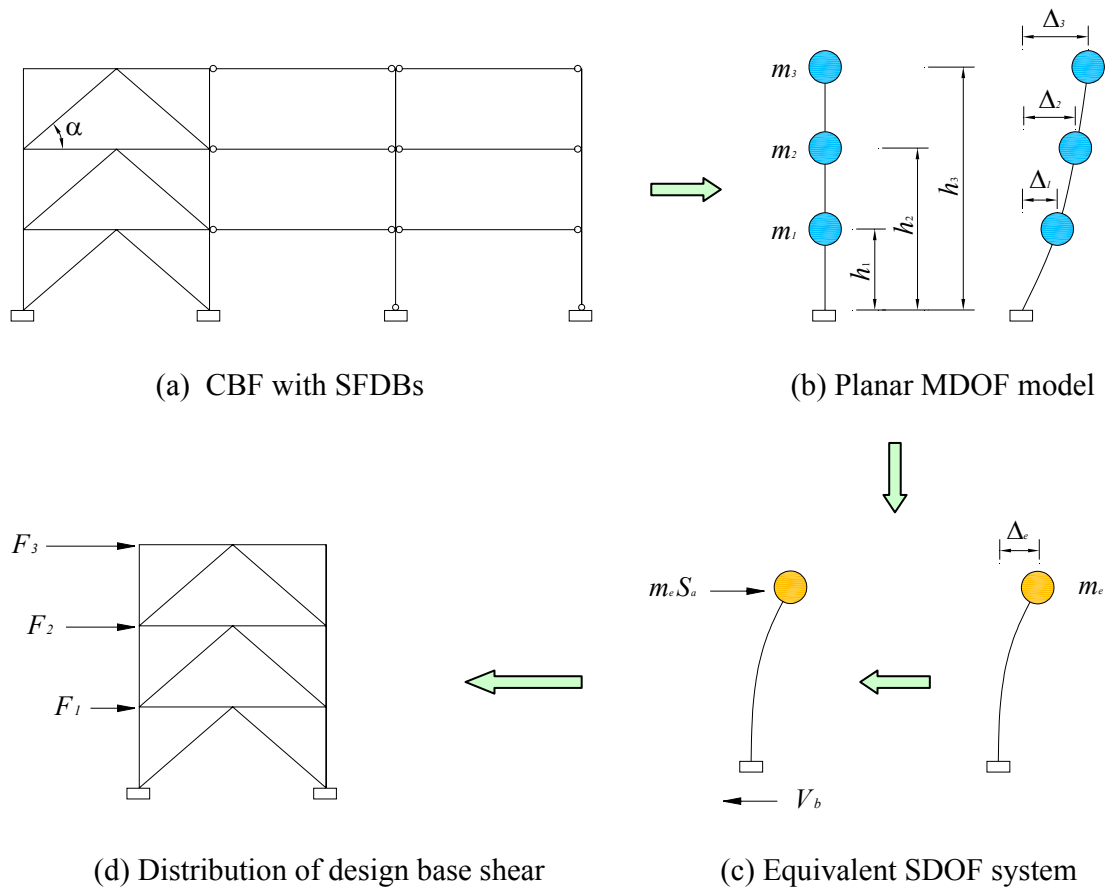 α
(a) CBF with SFDBs
m₃
m₂
m₁
h₁
h₂
h₃
Δ₃
Δ₂
Δ₁
(b) Planar MDOF model
F₃
F₂
F₁
(d) Distribution of design base shear
mₑSₐ
V_b
Δₑ
mₑ
(c) Equivalent SDOF system